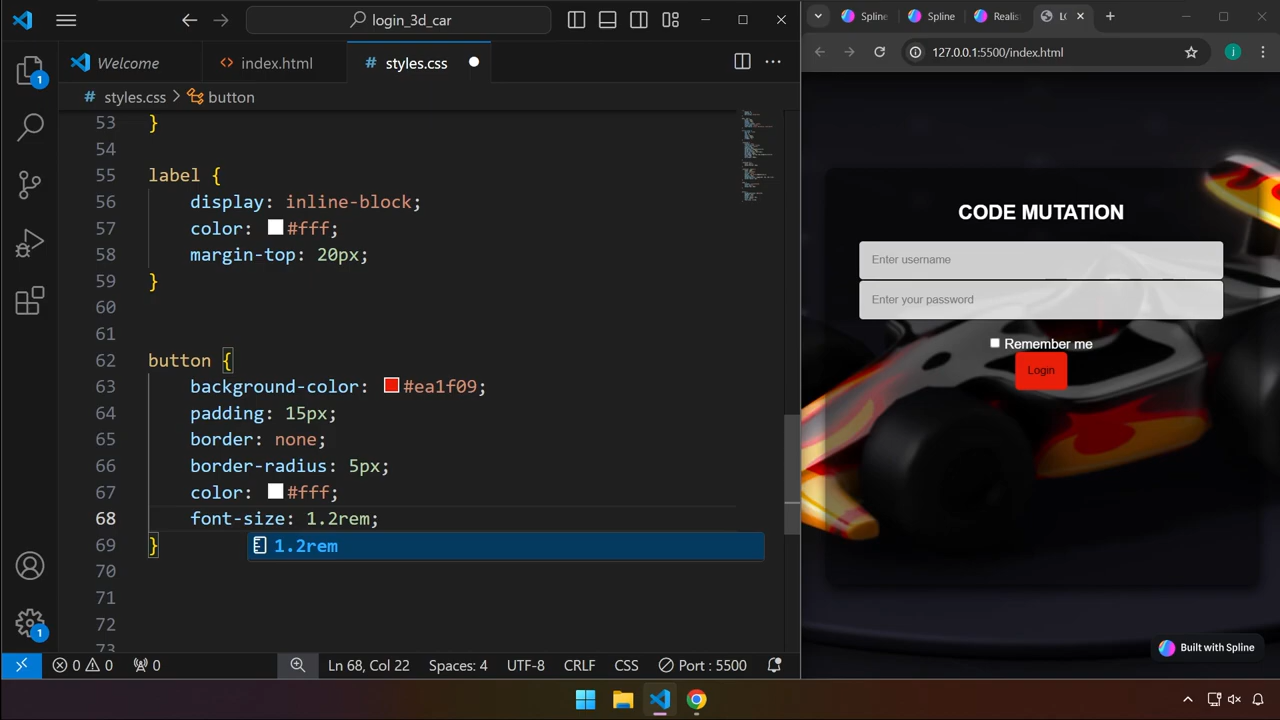 login_3d_car
Welcome
index.html
# styles.css
# styles.css > button
53 }
54
55 label {
56 display: inline-block;
57 color: #fff;
58 margin-top: 20px;
59 }
60
61
62 button {
63 background-color: #ea1f09;
64 padding: 15px;
65 border: none;
66 border-radius: 5px;
67 color: #fff;
68 font-size: 1.2rem;
1.2rem
69 }
70
71
72
73
1
1
0 0 0
Ln 68, Col 22
Spaces: 4
UTF-8
CRLF
CSS
Port : 5500
Spline
Spline
Realis
127.0.0.1:5500/index.html
j
CODE MUTATION
Enter username
Enter your password
Remember me
Login
Built with Spline